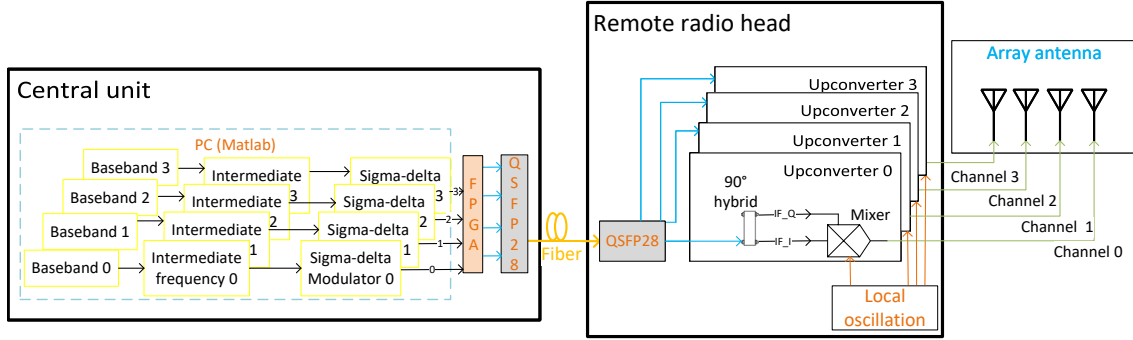 Central unit
PC (Matlab)
Baseband 3
Intermediate
3
Sigma-delta
3
Baseband 2
Intermediate
2
Sigma-delta
2
Baseband 1
Intermediate
1
Sigma-delta
1
Baseband 0
Intermediate
frequency 0
Sigma-delta
Modulator 0
3
2
1
0
FPGA
QSFP28
Fiber
Remote radio head
QSFP28
Upconverter 3
Upconverter 2
Upconverter 1
Upconverter 0
90°
hybrid
IF_Q
IF_I
Mixer
Local
oscillation
Array antenna
Channel 3
Channel 2
Channel 1
Channel 0